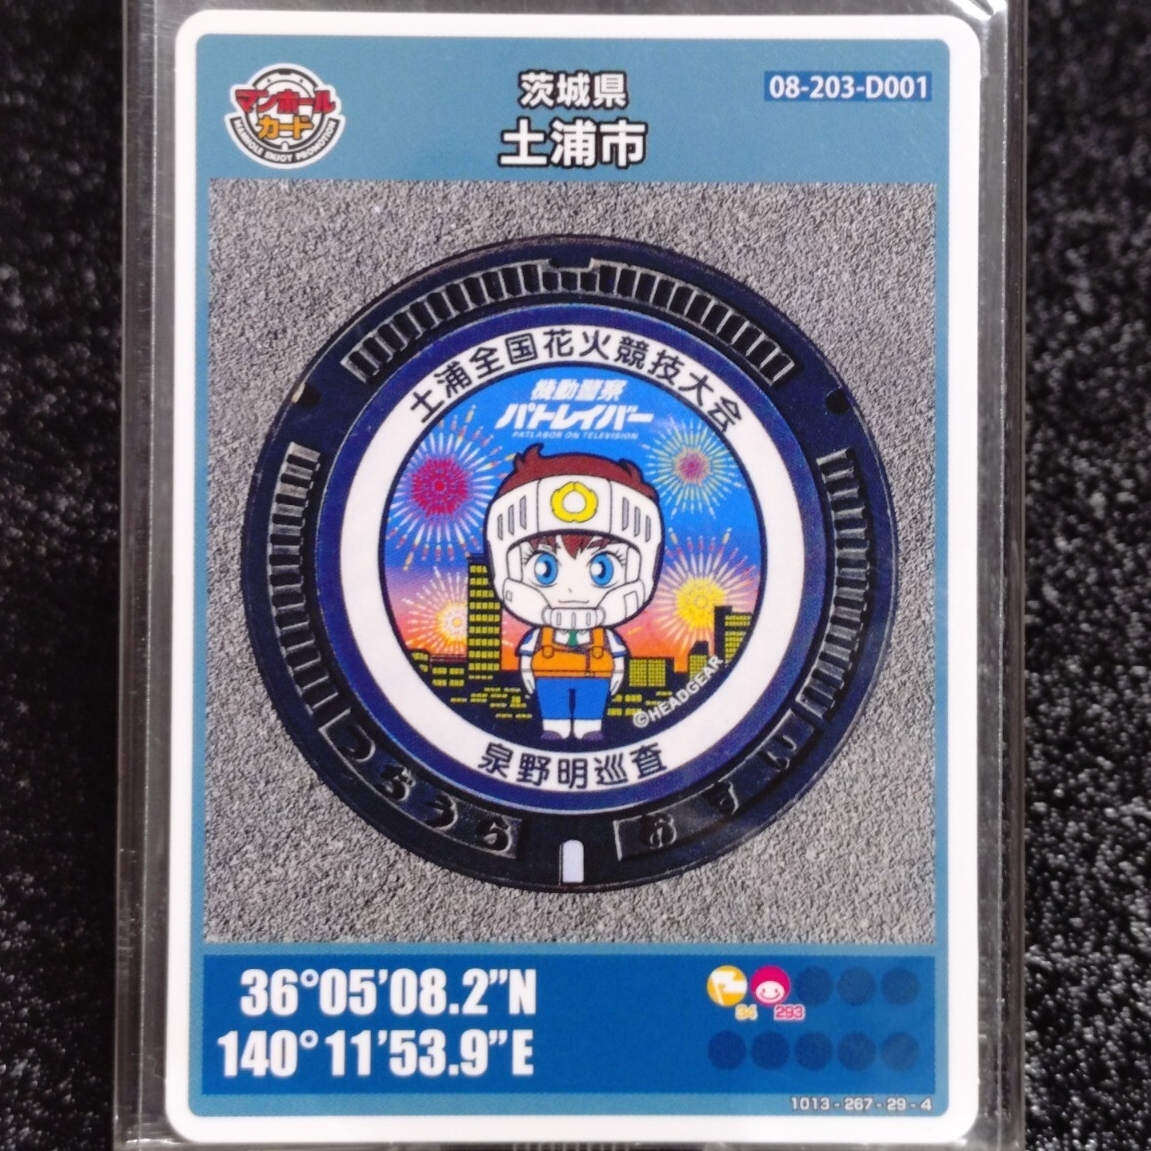 マンホール
カード
MANHOLE ENJOY PROMOTION
茨城県
土浦市
08-203-D001
土浦全国花火競技大会
機動警察
パトレイバー
PATLABOR ON TELEVISION
©HEADGEAR
泉野明巡査
つちうら
おすい
36°05'08.2"N
140°11'53.9"E
34
293
1013-267-29-4